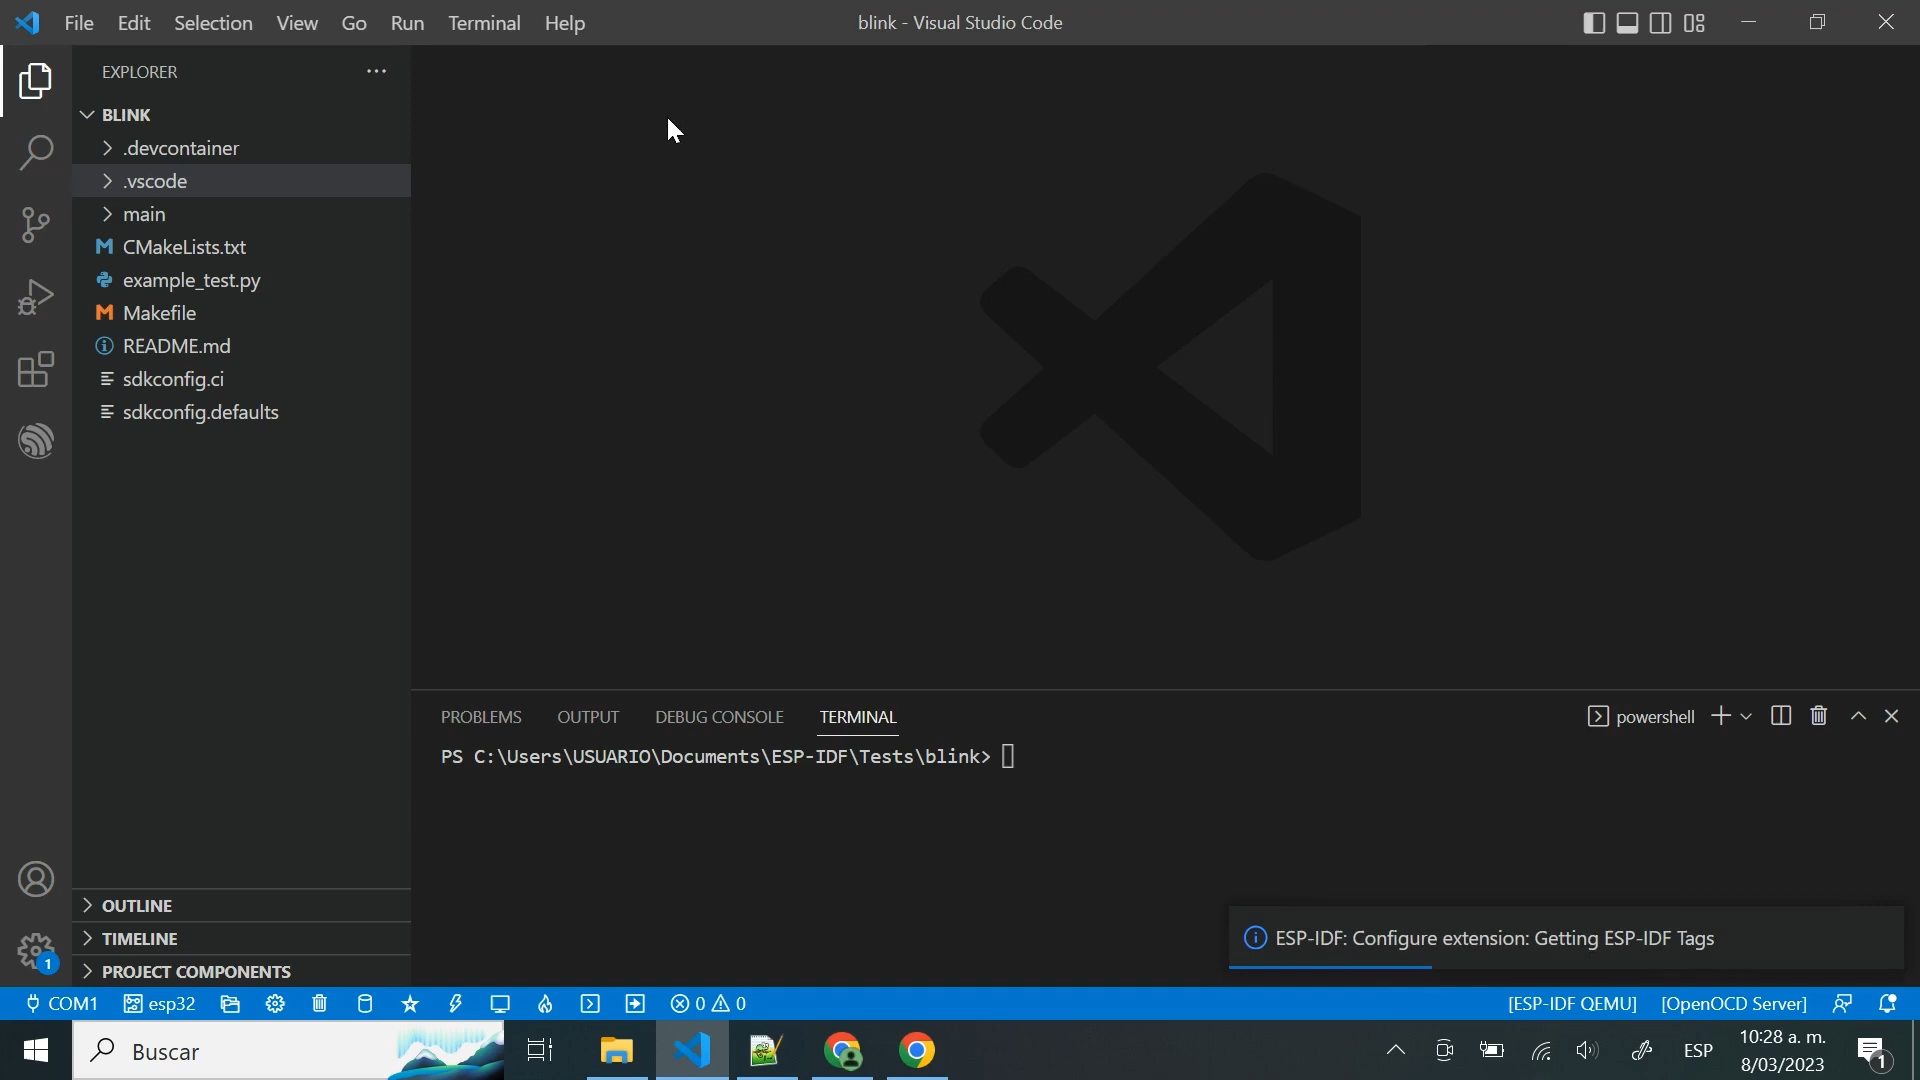 File Edit Selection View Go Run Terminal Help
blink - Visual Studio Code
EXPLORER
BLINK
.devcontainer
.vscode
main
CMakeLists.txt
example_test.py
Makefile
README.md
sdkconfig.ci
sdkconfig.defaults
OUTLINE
TIMELINE
PROJECT COMPONENTS
PROBLEMS OUTPUT DEBUG CONSOLE TERMINAL
powershell
PS C:\Users\USUARIO\Documents\ESP-IDF\Tests\blink>
ESP-IDF: Configure extension: Getting ESP-IDF Tags
1
COM1 esp32 0 0 [ESP-IDF QEMU] [OpenOCD Server]
Buscar
ESP
10:28 a. m.
8/03/2023
1